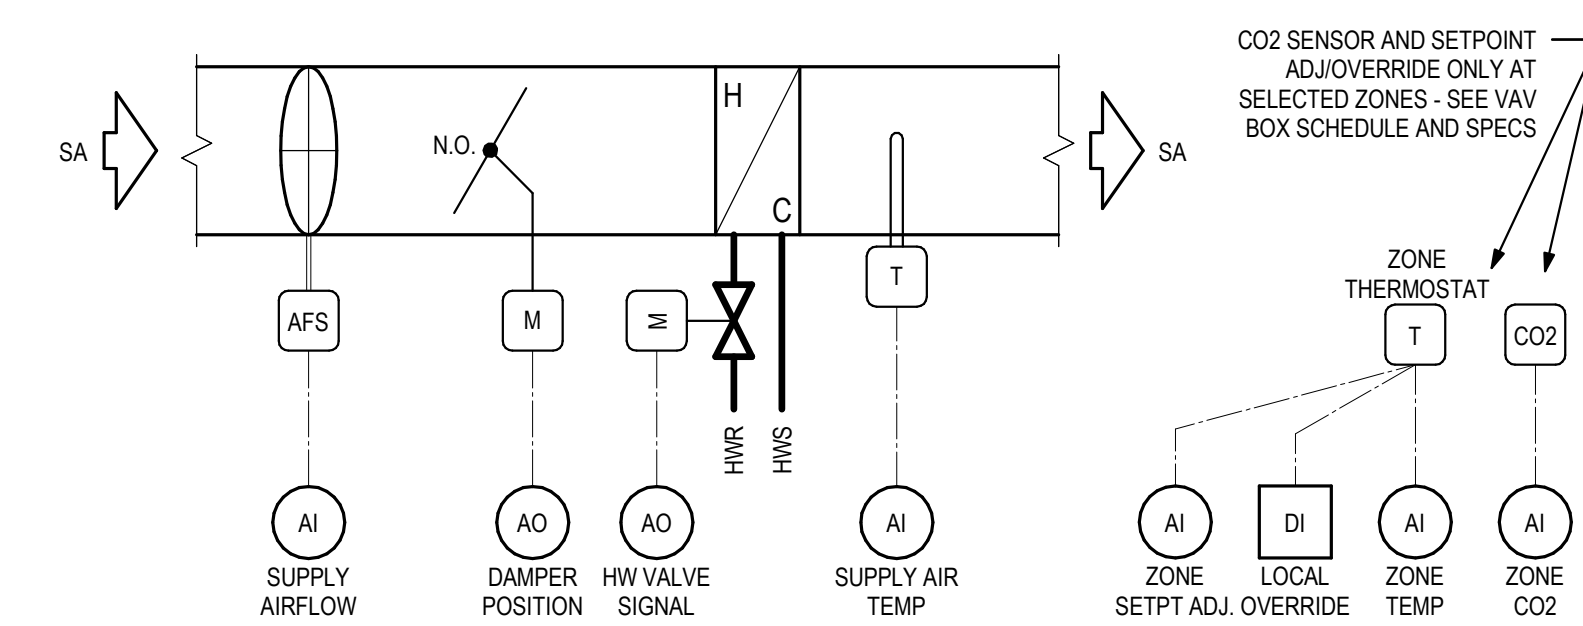 CO2 SENSOR AND SETPOINT
ADJ/OVERRIDE ONLY AT
SELECTED ZONES - SEE VAV
BOX SCHEDULE AND SPECS
H
N.O.
SA
SA
C
ZONE
THERMOSTAT
T
AFS
M
M
T
CO2
HWR
HWS
AI
AO
AO
AI
AI
DI
AI
AI
SUPPLY
AIRFLOW
DAMPER
POSITION
HW VALVE
SIGNAL
SUPPLY AIR
TEMP
ZONE
SETPT ADJ.
LOCAL
OVERRIDE
ZONE
TEMP
ZONE
CO2